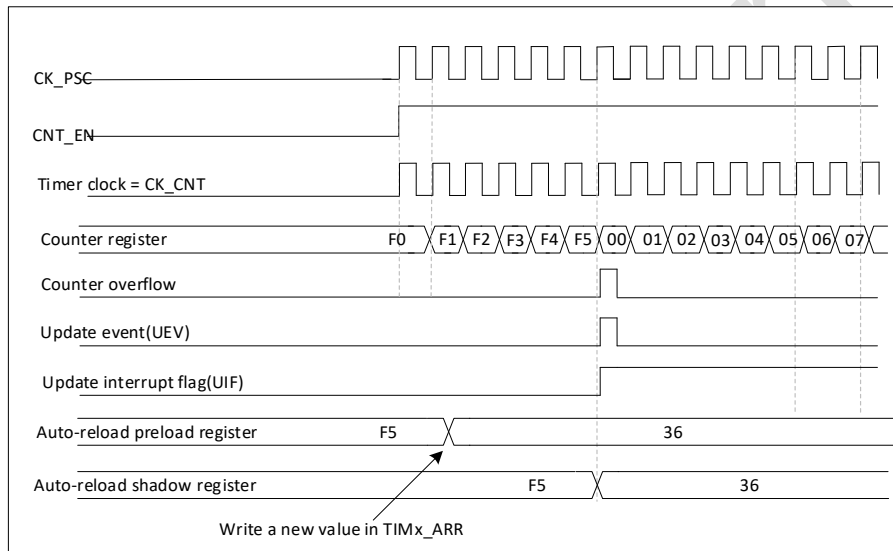 CK_PSC
CNT_EN
Timer clock = CK_CNT
Counter register F0 F1 F2 F3 F4 F5 00 01 02 03 04 05 06 07
Counter overflow
Update event(UEV)
Update interrupt flag(UIF)
Auto-reload preload register F5 36
Auto-reload shadow register F5 36
Write a new value in TIMx_ARR